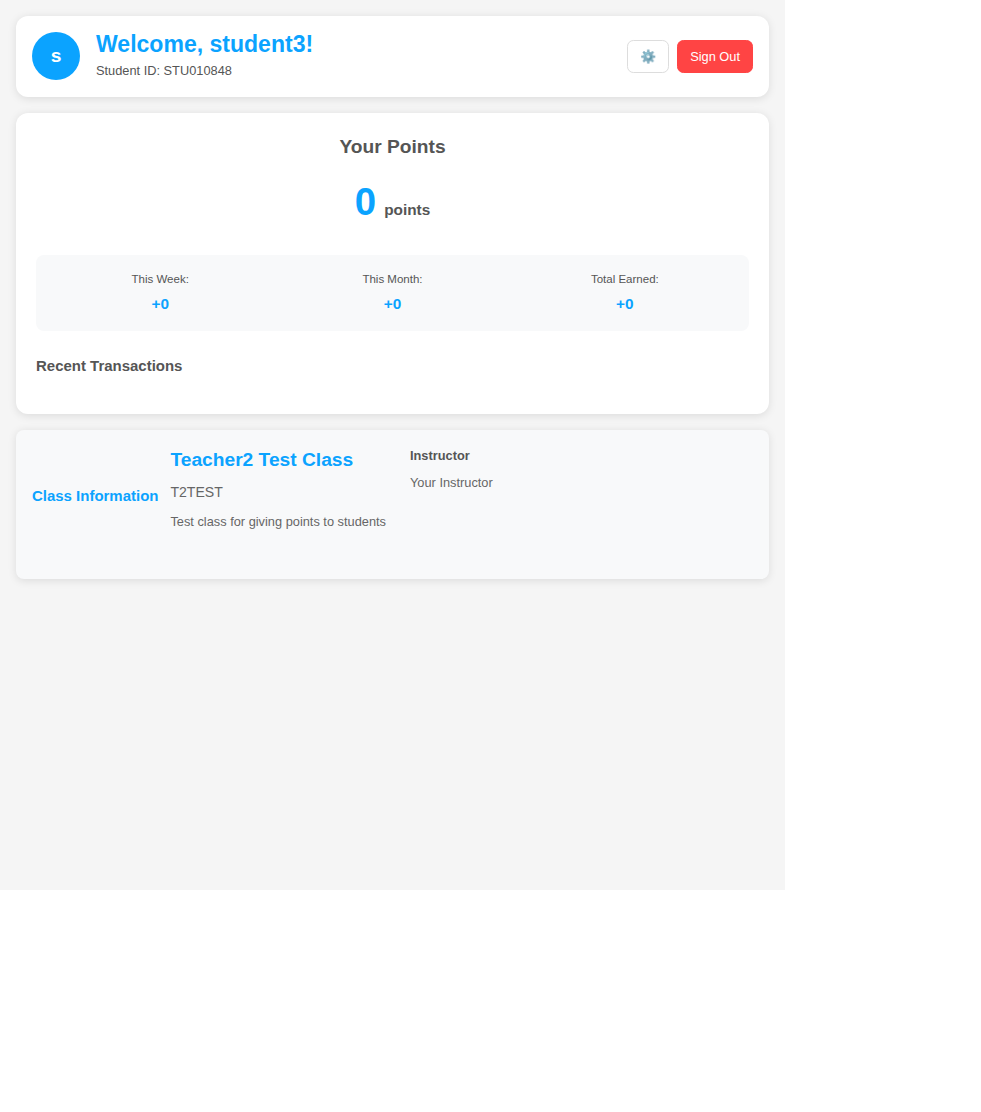 s
Welcome, student3!
Student ID: STU010848
⚙️
Sign Out
Your Points
0 points
This Week:
+0
This Month:
+0
Total Earned:
+0
Recent Transactions
Class Information
Teacher2 Test Class
T2TEST
Test class for giving points to students
Instructor
Your Instructor